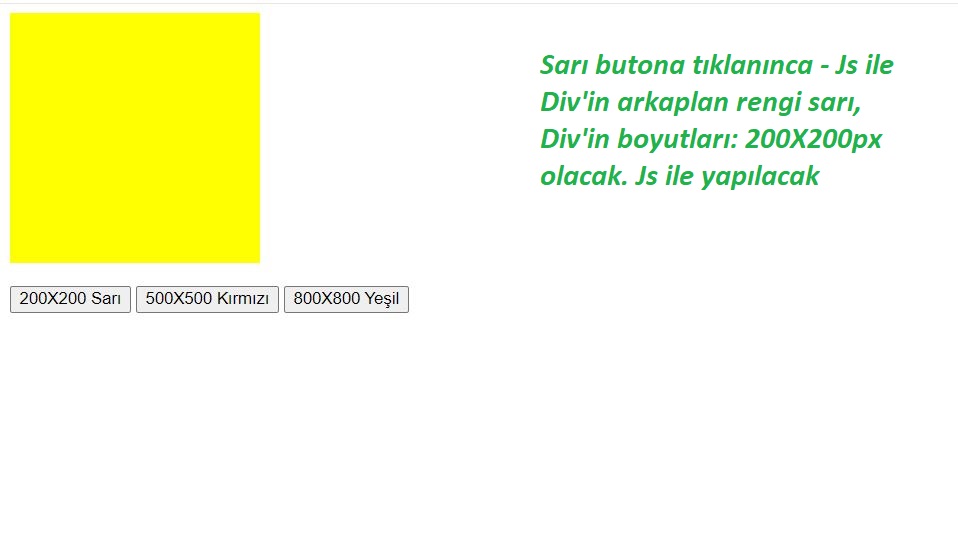 Sarı butona tıklanınca - Js ile
Div'in arkaplan rengi sarı,
Div'in boyutları: 200X200px
olacak. Js ile yapılacak
200X200 Sarı 500X500 Kırmızı 800X800 Yeşil